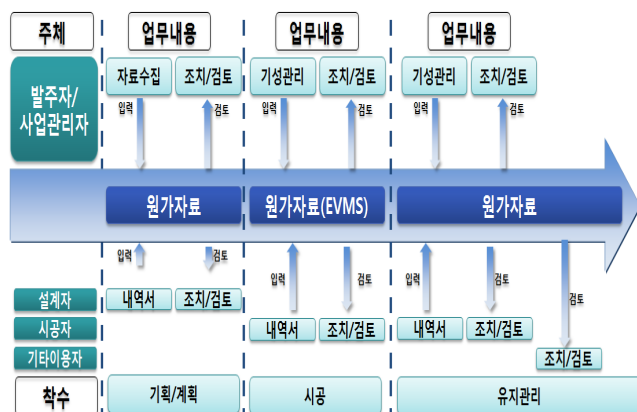 주체
업무내용
업무내용
업무내용
발주자/
사업관리자
자료수집
조치/검토
기성관리
조치/검토
기성관리
조치/검토
입력
검토
입력
검토
입력
검토
원가자료
원가자료(EVMS)
원가자료
입력
검토
입력
검토
입력
검토
검토
설계자
내역서
조치/검토
시공자
내역서
조치/검토
내역서
조치/검토
기타이용자
조치/검토
착수
기획/계획
시공
유지관리